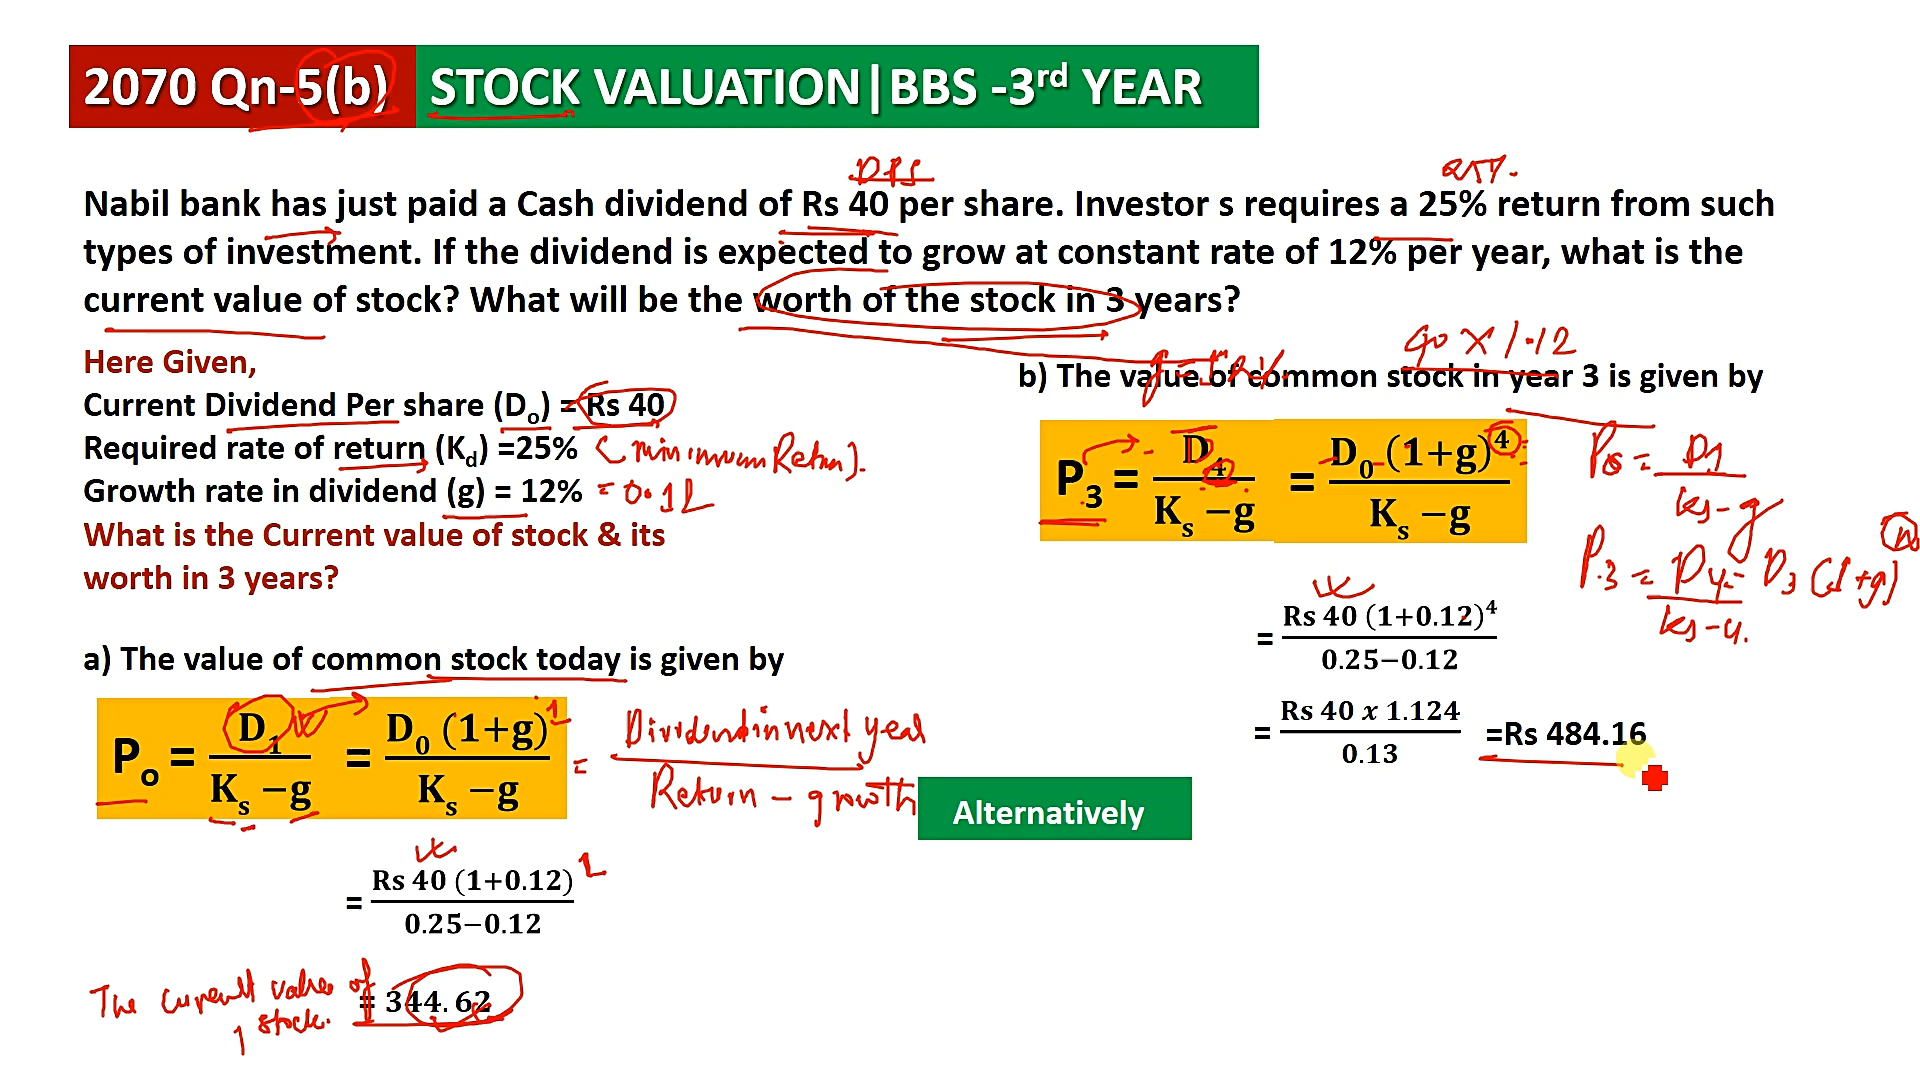 2070 Qn-5(b) STOCK VALUATION|BBS -3rd YEAR
DPS
25%.
Nabil bank has just paid a Cash dividend of Rs 40 per share. Investor s requires a 25% return from such
types of investment. If the dividend is expected to grow at constant rate of 12% per year, what is the
current value of stock? What will be the worth of the stock in 3 years?
Here Given,
Current Dividend Per share (Do) = Rs 40
Required rate of return (Kd) =25% (minimum Return).
Growth rate in dividend (g) = 12% = 0.12
What is the Current value of stock & its
worth in 3 years?
a) The value of common stock today is given by
Po = D1 / Ks –g = D0 (1+g)1 / Ks –g = Dividend in next year / Return – growth
= Rs 40 (1+0.12)1 / 0.25–0.12
= 344.62
The current value of
1 stock.
40 x 1.12
b) The value of common stock in year 3 is given by
P3 = D4 / Ks –g = D0 (1+g)4 / Ks –g
P0 = D1 / ks-g
P3 = D4 = D3 (1+g)n
= Rs 40 (1+0.12)4 / 0.25–0.12
= Rs 40 x 1.124 / 0.13 =Rs 484.16
Alternatively